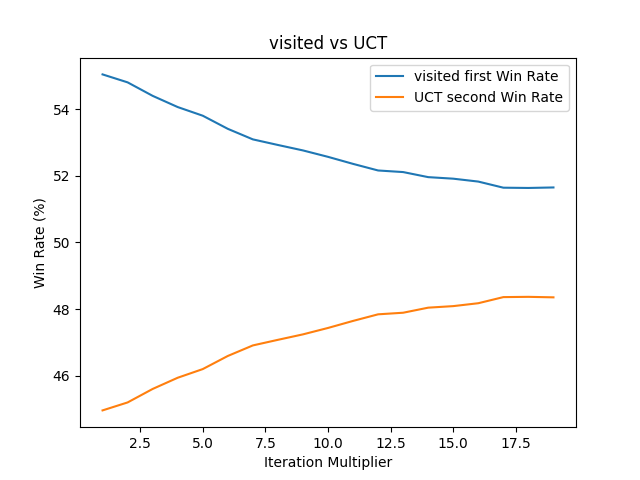 visited vs UCT
visited first Win Rate
UCT second Win Rate
Win Rate (%)
54
52
50
48
46
2.5 5.0 7.5 10.0 12.5 15.0 17.5
Iteration Multiplier